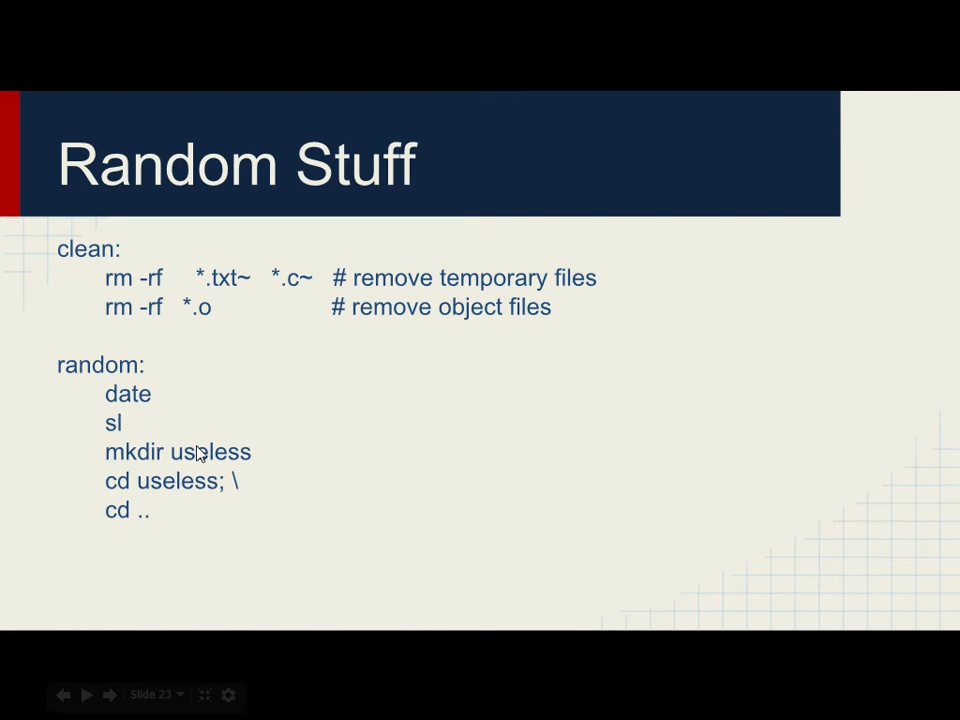 Random Stuff
clean:
rm -rf *.txt~ *.c~ # remove temporary files
rm -rf *.o # remove object files
random:
date
sl
mkdir useless
cd useless; \
cd ..
Slide 23